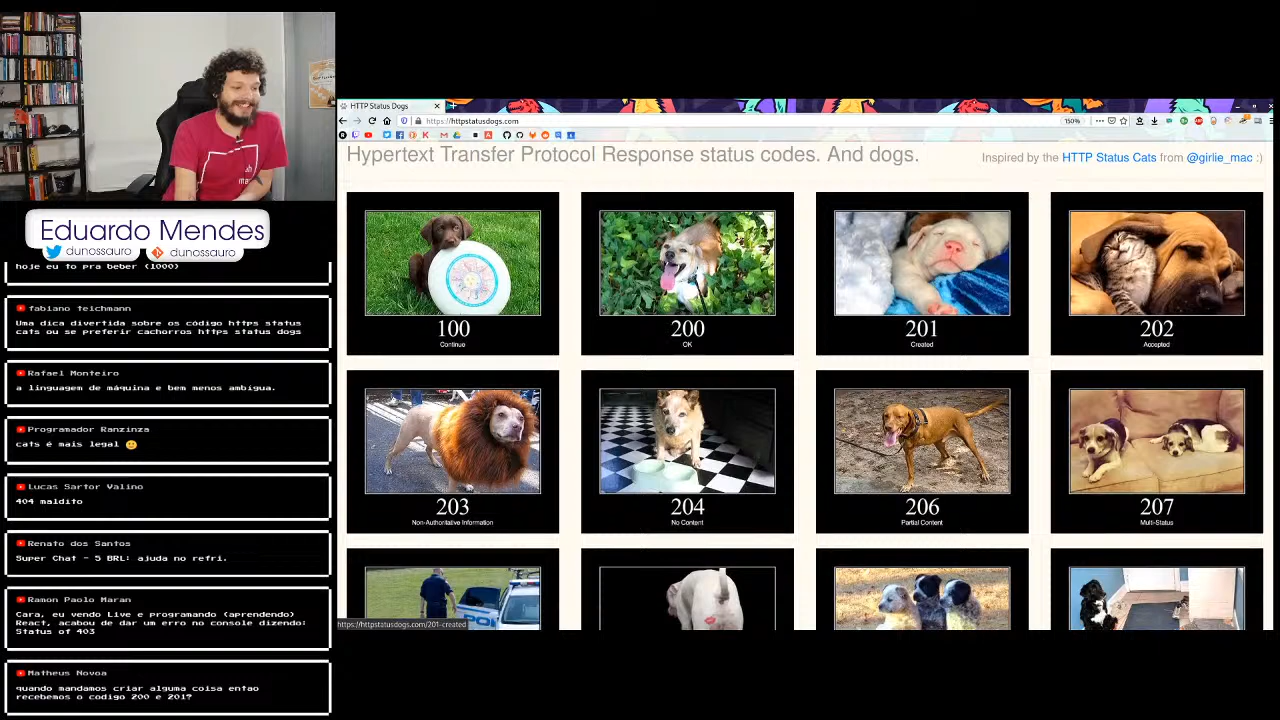 Eduardo Mendes
dunossauro
dunossauro
hoje eu to pra beber (1000)
fabiano teichmann
Uma dica divertida sobre os código https status
cats ou se preferir cachorros https status dogs
Rafael Monteiro
a linguagem de máquina e bem menos ambígua.
Programador Ranzinza
cats é mais legal
Lucas Sartor Valino
404 maldito
Renato dos Santos
Super Chat - 5 BRL: ajuda no refri.
Ramon Paolo Maran
Cara, eu vendo Live e programando (aprendendo)
React, acabou de dar um erro no console dizendo:
Status of 403
Matheus Novoa
quando mandamos criar alguma coisa entao
recebemos o codigo 200 e 201?
HTTP Status Dogs
https://httpstatusdogs.com
150%
Hypertext Transfer Protocol Response status codes. And dogs.
Inspired by the HTTP Status Cats from @girlie_mac :)
100
Continue
200
OK
201
Created
202
Accepted
203
Non-Authoritative Information
204
No Content
206
Partial Content
207
Multi-Status
https://httpstatusdogs.com/201-created